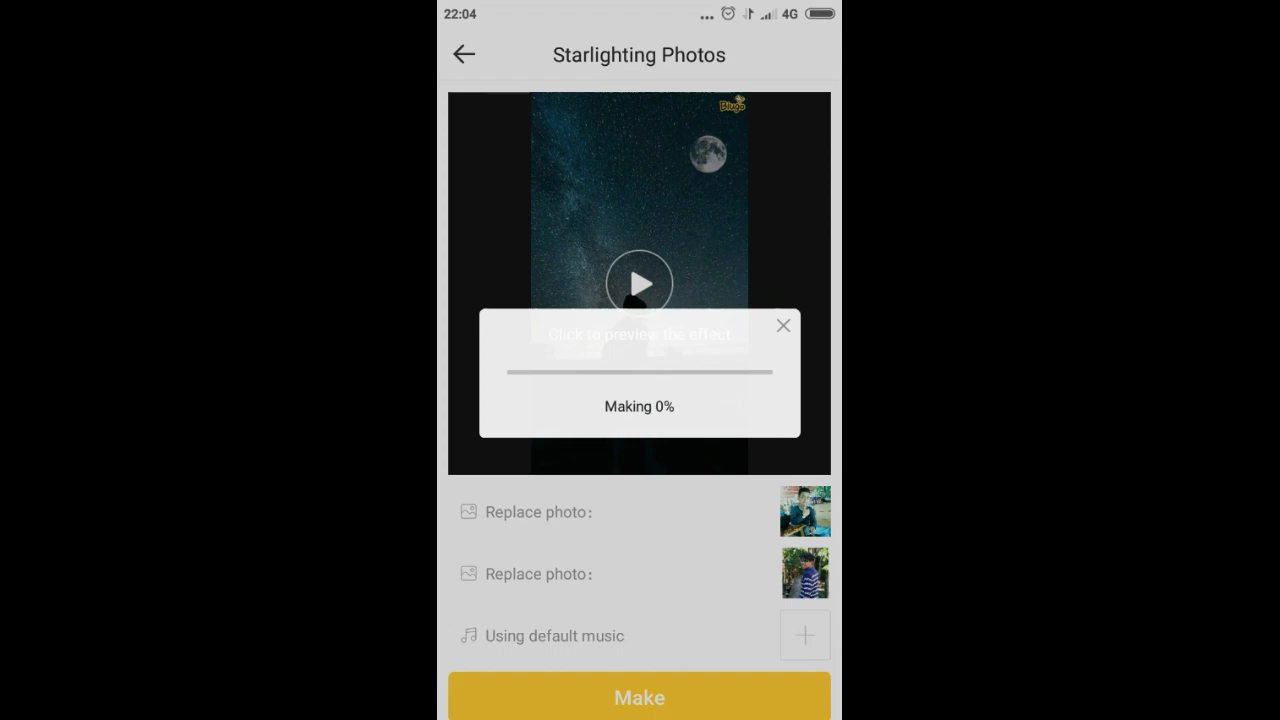 22:04
4G
Starlighting Photos
Biugo
Click to preview the effect
Making 0%
Replace photo:
Replace photo:
Using default music
Make